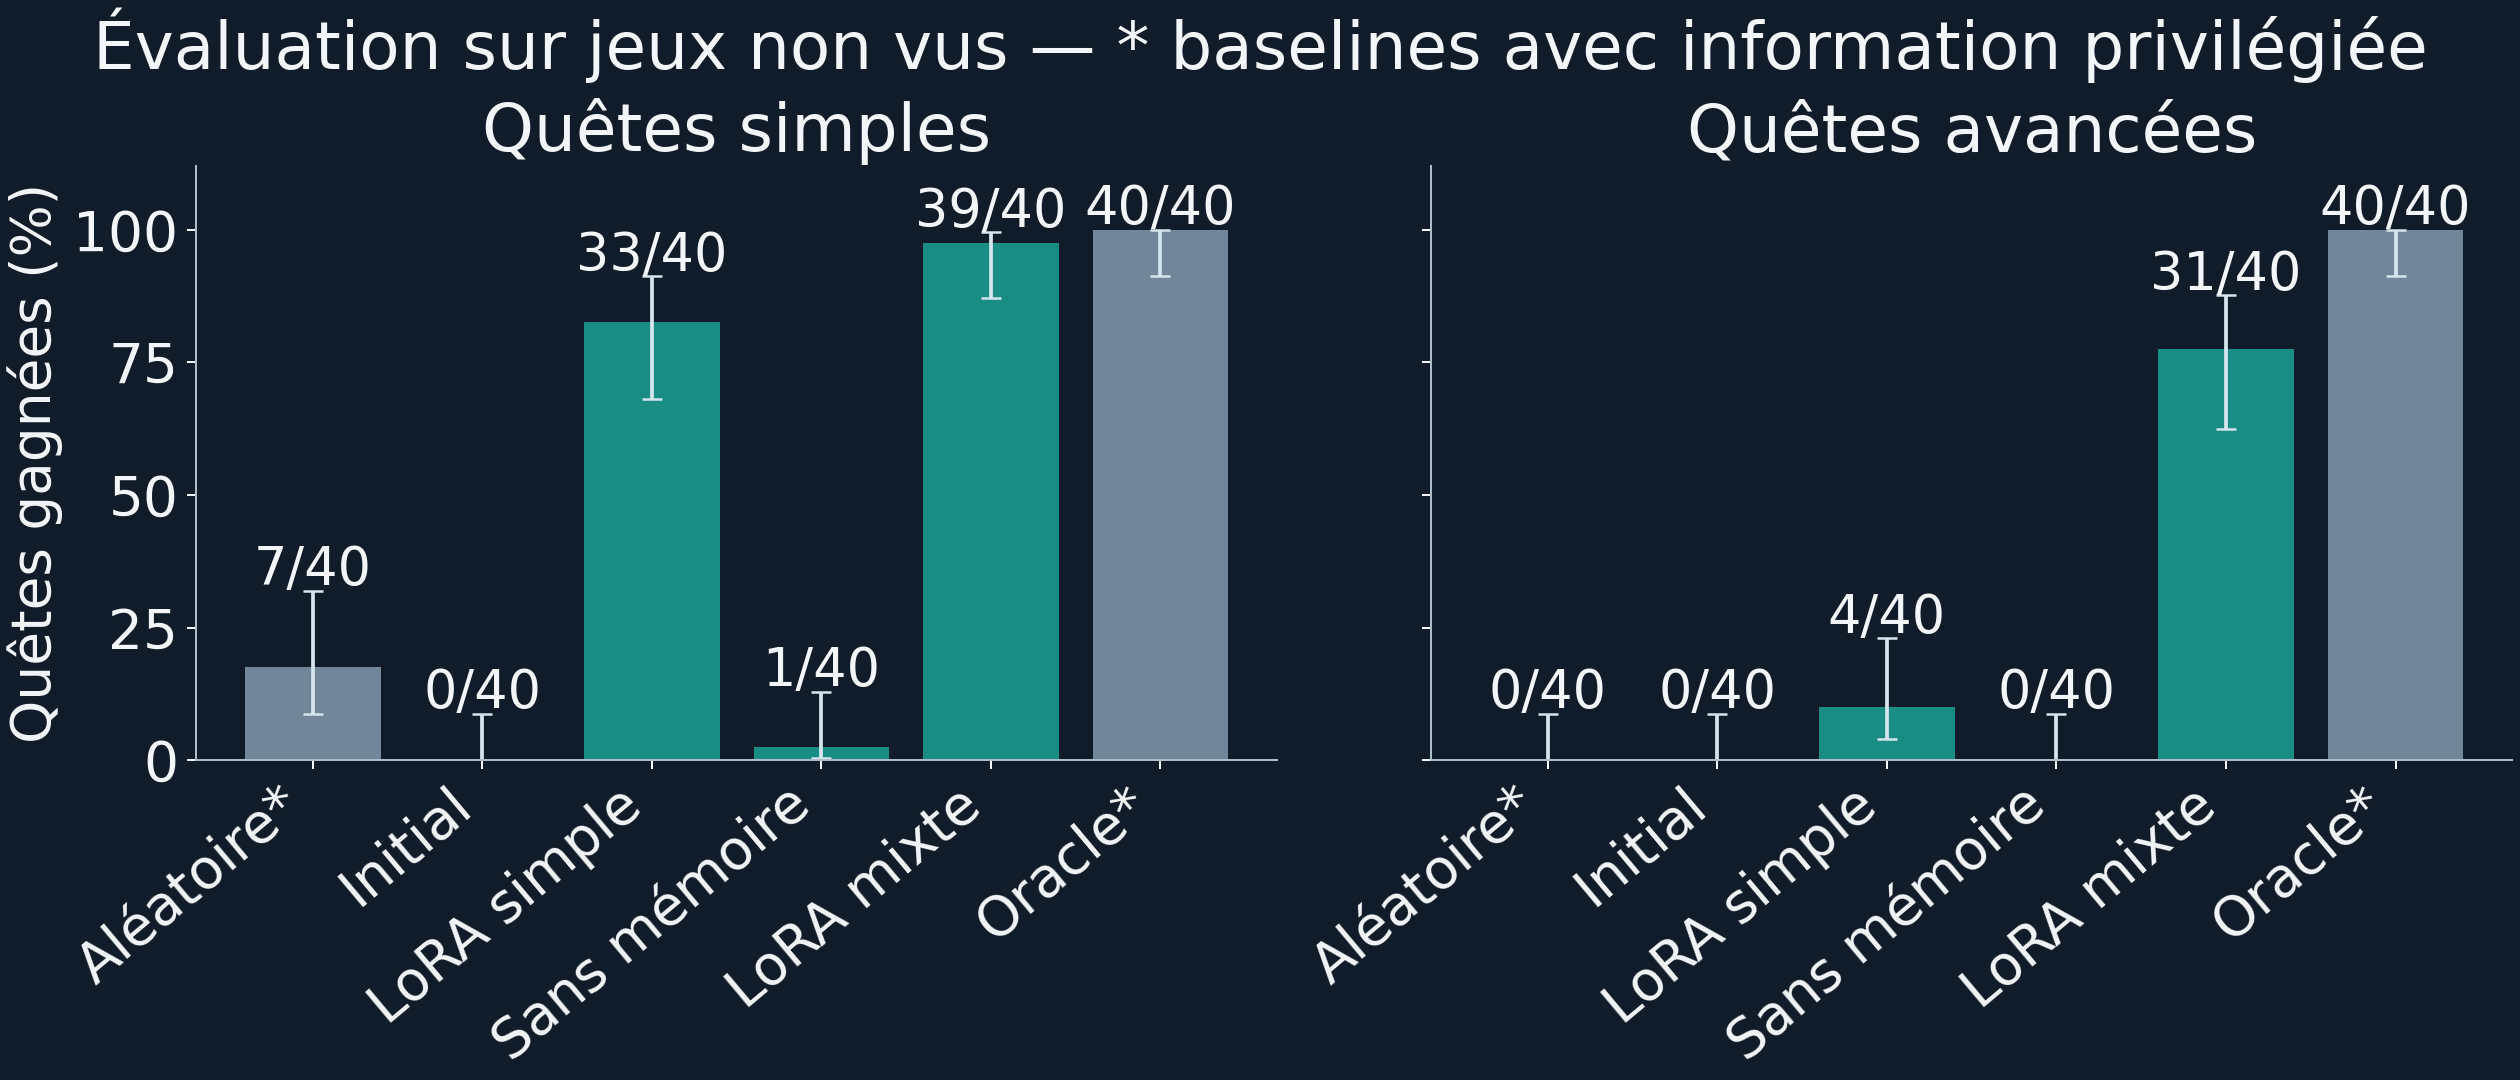 Évaluation sur jeux non vus — * baselines avec information privilégiée
Quêtes simples
Quêtes gagnées (%)
100
75
50
25
0
7/40
0/40
33/40
1/40
39/40
40/40
Aléatoire*
Initial
LoRA simple
Sans mémoire
LoRA mixte
Oracle*
Quêtes avancées
0/40
0/40
4/40
0/40
31/40
40/40
Aléatoire*
Initial
LoRA simple
Sans mémoire
LoRA mixte
Oracle*